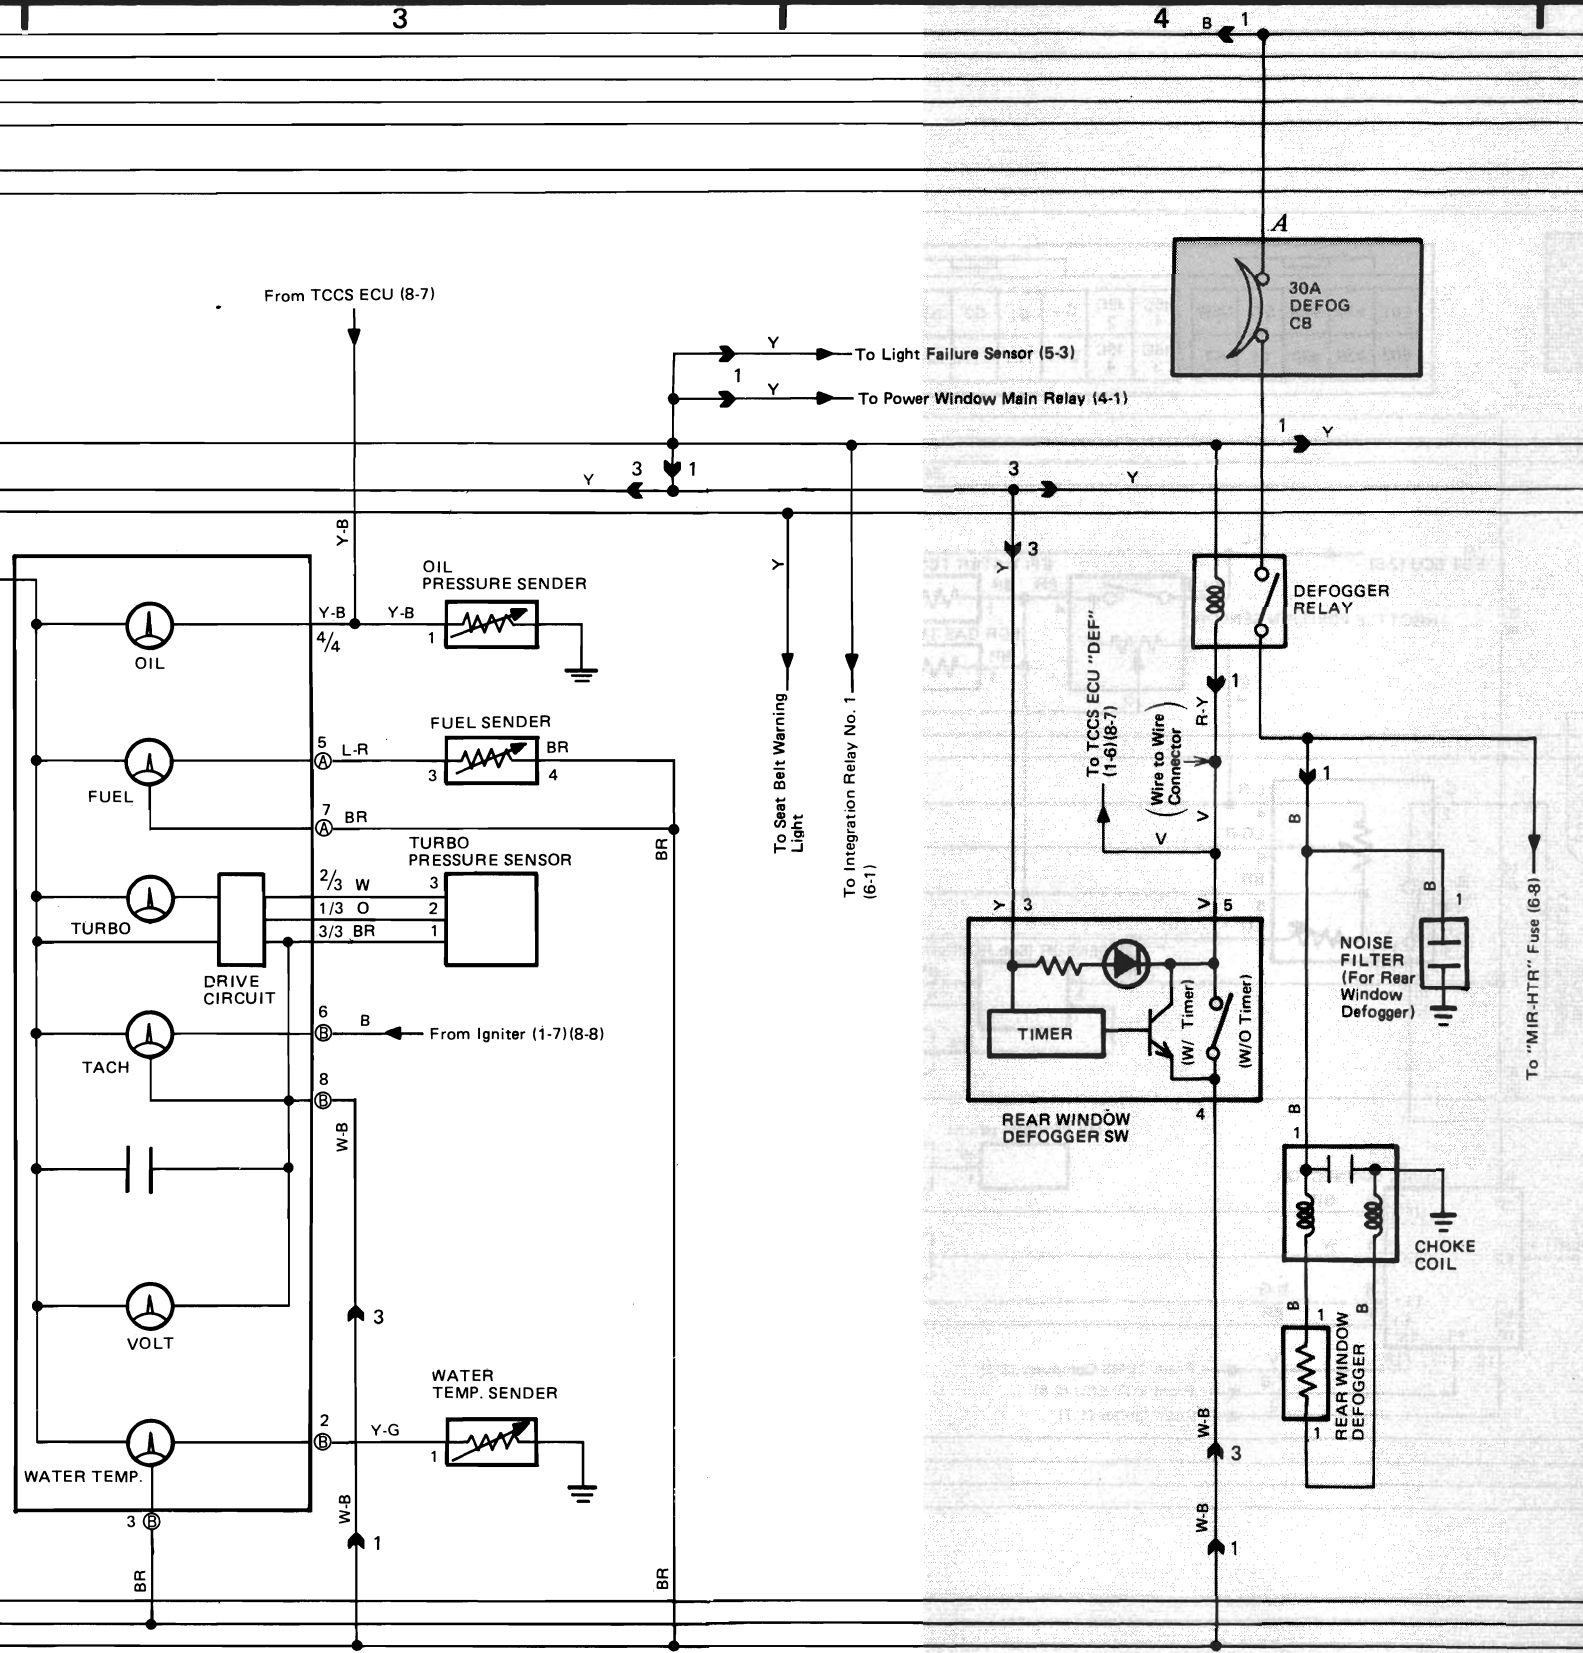 3
4
B
1
A
30A
DEFOG
CB
From TCCS ECU (8-7)
Y
To Light Failure Sensor (5-3)
1
Y
To Power Window Main Relay (4-1)
1
Y
3
1
Y
3
Y
Y-B
3
Y
Y
OIL
PRESSURE SENDER
Y-B
Y-B
4/4
1
OIL
DEFOGGER
RELAY
To TCCS ECU "DEF"
(1-6)(8-7)
1
R-Y
(Wire to Wire
Connector)
V
V
To Seat Belt Warning
Light
To Integration Relay No. 1
(6-1)
FUEL SENDER
5
A
L-R
3
BR
4
FUEL
7
A
BR
BR
TURBO
PRESSURE SENSOR
2/3 W
3
1/3 O
2
3/3 BR
1
TURBO
DRIVE
CIRCUIT
1
B
B
1
Y
3
V
5
NOISE
FILTER
(For Rear
Window
Defogger)
To "MIR-HTR" Fuse (6-8)
TIMER
(W/ Timer)
(W/O Timer)
REAR WINDOW
DEFOGGER SW
4
6
B
B
From Igniter (1-7)(8-8)
TACH
8
B
W-B
B
1
CHOKE
COIL
3
VOLT
B
B
1
REAR WINDOW
DEFOGGER
1
WATER
TEMP. SENDER
2
B
Y-G
1
WATER TEMP.
3
B
W-B
1
BR
BR
W-B
3
W-B
1